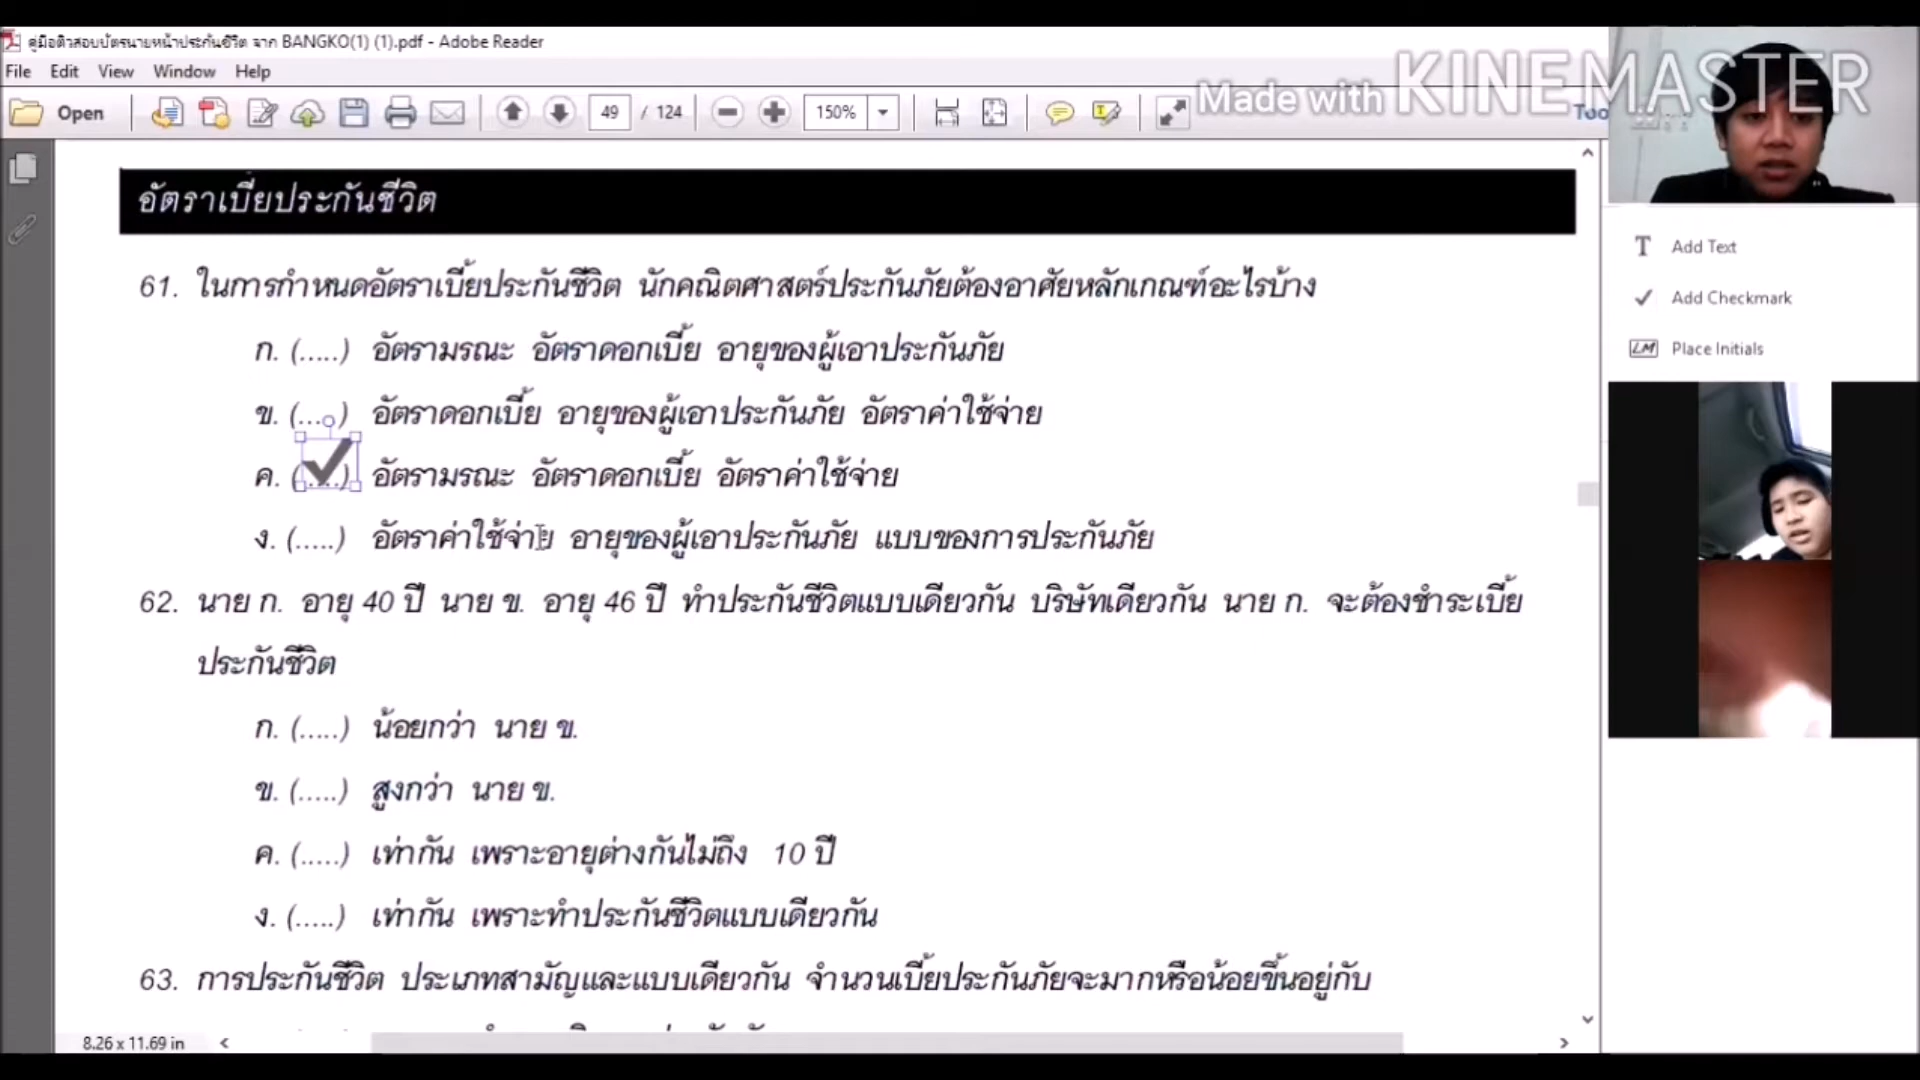 คู่มือติวสอบบัตรนายหน้าประกันชีวิต จาก BANGKO(1) (1).pdf - Adobe Reader
File Edit View Window Help
Open 49 / 124 150% Too
Made with KINEMASTER
อัตราเบี้ยประกันชีวิต
61. ในการกำหนดอัตราเบี้ยประกันชีวิต นักคณิตศาสตร์ประกันภัยต้องอาศัยหลักเกณฑ์อะไรบ้าง
ก. (.....) อัตรามรณะ อัตราดอกเบี้ย อายุของผู้เอาประกันภัย
ข. (.....) อัตราดอกเบี้ย อายุของผู้เอาประกันภัย อัตราค่าใช้จ่าย
ค. (.....) อัตรามรณะ อัตราดอกเบี้ย อัตราค่าใช้จ่าย
ง. (.....) อัตราค่าใช้จ่าย อายุของผู้เอาประกันภัย แบบของการประกันภัย
62. นาย ก. อายุ 40 ปี นาย ข. อายุ 46 ปี ทำประกันชีวิตแบบเดียวกัน บริษัทเดียวกัน นาย ก. จะต้องชำระเบี้ย
ประกันชีวิต
ก. (.....) น้อยกว่า นาย ข.
ข. (.....) สูงกว่า นาย ข.
ค. (.....) เท่ากัน เพราะอายุต่างกันไม่ถึง 10 ปี
ง. (.....) เท่ากัน เพราะทำประกันชีวิตแบบเดียวกัน
63. การประกันชีวิต ประเภทสามัญและแบบเดียวกัน จำนวนเบี้ยประกันภัยจะมากหรือน้อยขึ้นอยู่กับ
8.26 x 11.69 in
T Add Text
Add Checkmark
LM Place Initials